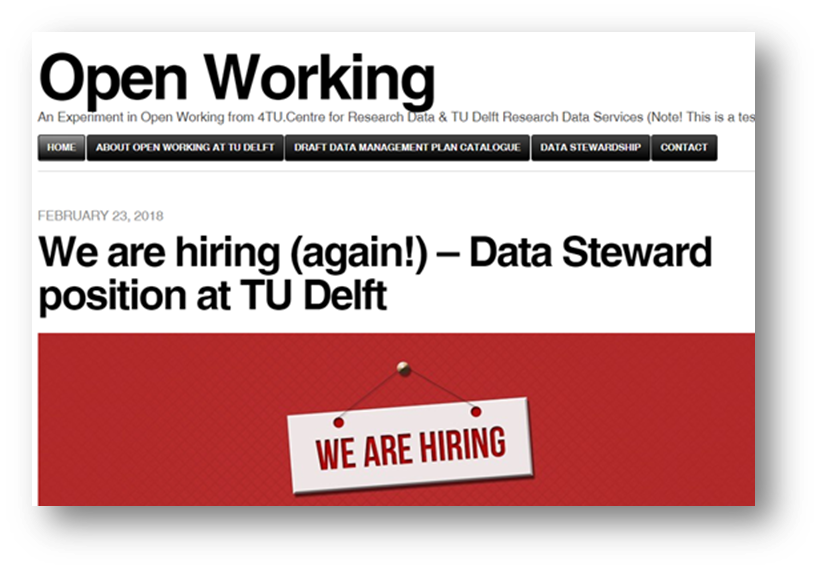 Open Working
An Experiment in Open Working from 4TU.Centre for Research Data & TU Delft Research Data Services (Note! This is a tes
HOME ABOUT OPEN WORKING AT TU DELFT DRAFT DATA MANAGEMENT PLAN CATALOGUE DATA STEWARDSHIP CONTACT
FEBRUARY 23, 2018
We are hiring (again!) – Data Steward
position at TU Delft
WE ARE HIRING